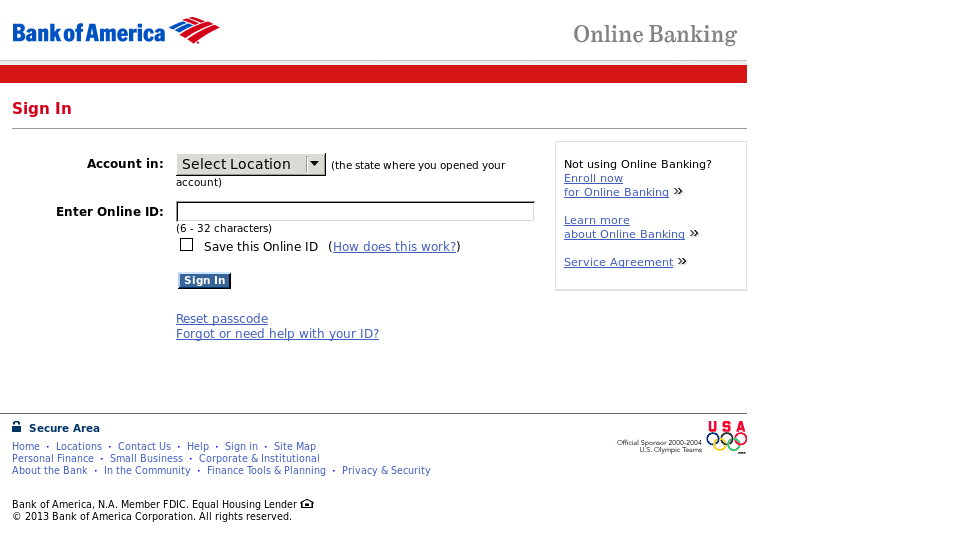 Bank of America
Online Banking
Sign In
Account in: Select Location (the state where you opened your
account)
Enter Online ID:
(6 - 32 characters)
Save this Online ID (How does this work?)
Sign In
Reset passcode
Forgot or need help with your ID?
Not using Online Banking?
Enroll now
for Online Banking »
Learn more
about Online Banking »
Service Agreement »
Secure Area
Home · Locations · Contact Us · Help · Sign in · Site Map
Personal Finance · Small Business · Corporate & Institutional
About the Bank · In the Community · Finance Tools & Planning · Privacy & Security
USA
Official Sponsor 2000-2004
U.S. Olympic Teams
Bank of America, N.A. Member FDIC. Equal Housing Lender
© 2013 Bank of America Corporation. All rights reserved.